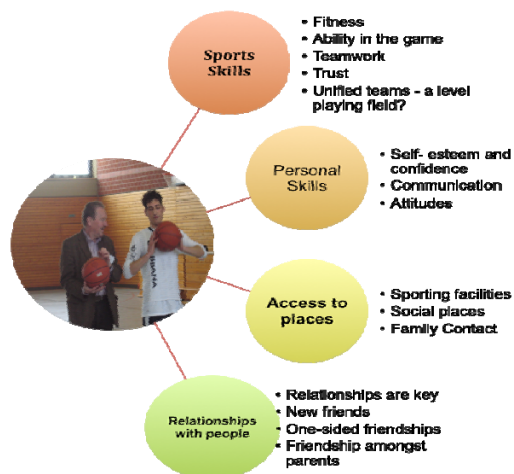 Sports
Skills
• Fitness
• Ability in the game
• Teamwork
• Trust
• Unified teams - a level
playing field?
Personal
Skills
• Self- esteem and
confidence
• Communication
• Attitudes
Access to
places
• Sporting facilities
• Social places
• Family Contact
Relationships
with people
• Relationships are key
• New friends
• One-sided friendships
• Friendship amongst
parents